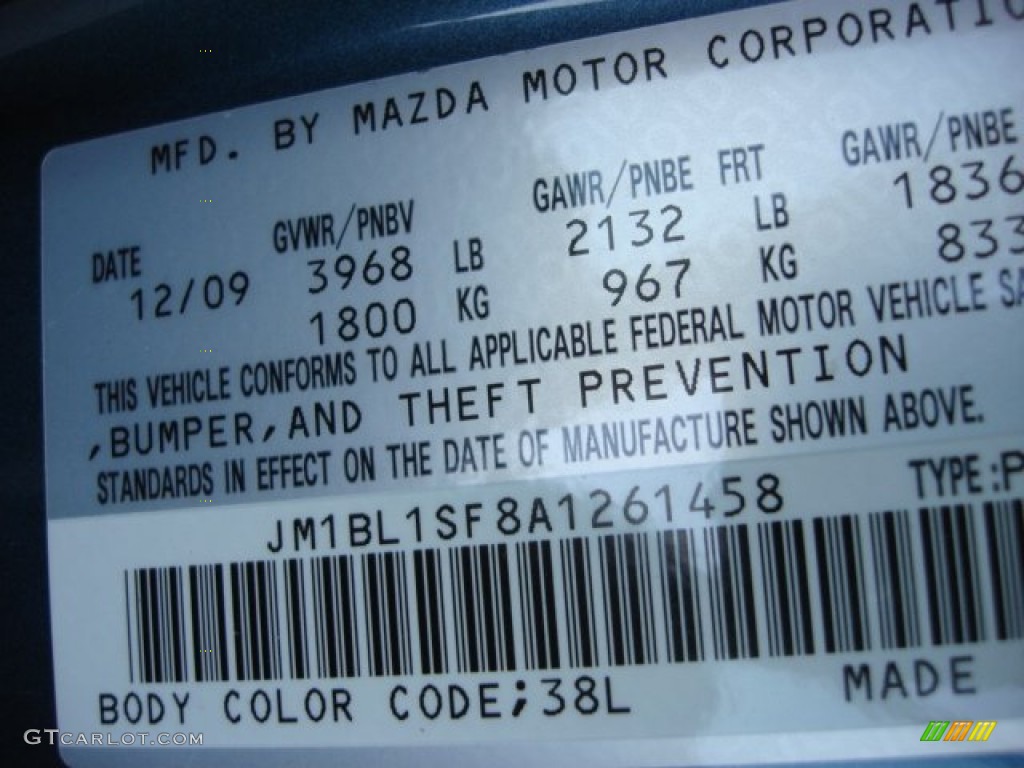 MFD. BY MAZDA MOTOR CORPORATIO
DATE GVWR/PNBV GAWR/PNBE FRT GAWR/PNBE
12/09 3968 LB 2132 LB 1836
1800 KG 967 KG 833
THIS VEHICLE CONFORMS TO ALL APPLICABLE FEDERAL MOTOR VEHICLE SA
,BUMPER,AND THEFT PREVENTION
STANDARDS IN EFFECT ON THE DATE OF MANUFACTURE SHOWN ABOVE.
JM1BL1SF8A1261458 TYPE:P
BODY COLOR CODE;38L MADE
GTCARLOT.COM